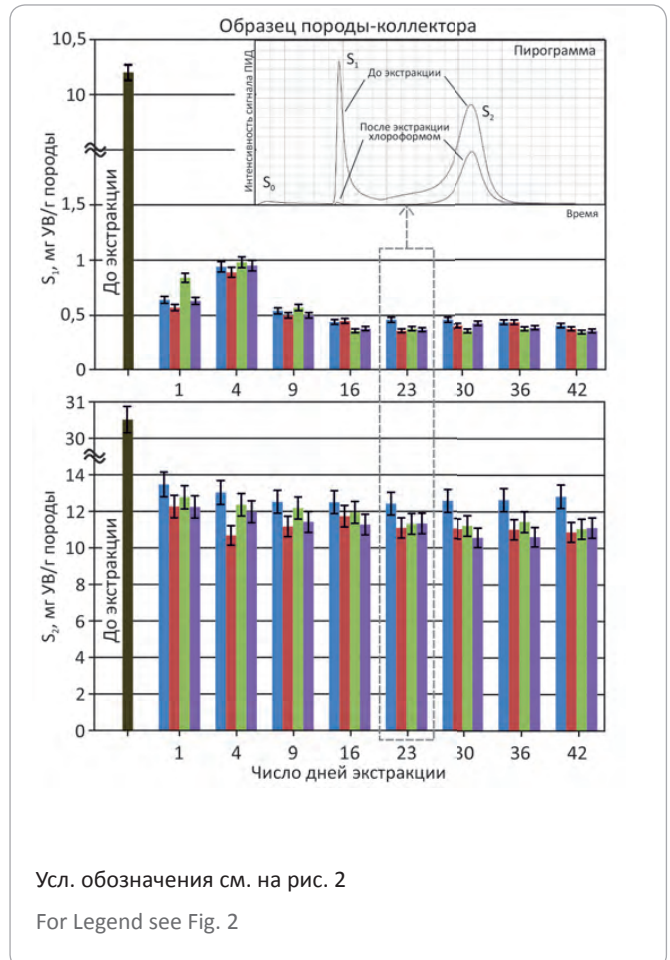 Образец породы-коллектора
S₁, мг УВ/г породы
10,5
10
1,5
1
0,5
0
До экстракции
1 4 9 16 23 30 36 42
Пирограмма
Интенсивность сигнала ПИД
S₀
S₁
До экстракции
S₂
После экстракции
хлороформом
Время
S₂, мг УВ/г породы
31
30
14
12
10
8
6
4
2
0
До экстракции
1 4 9 16 23 30 36 42
Число дней экстракции
Усл. обозначения см. на рис. 2
For Legend see Fig. 2